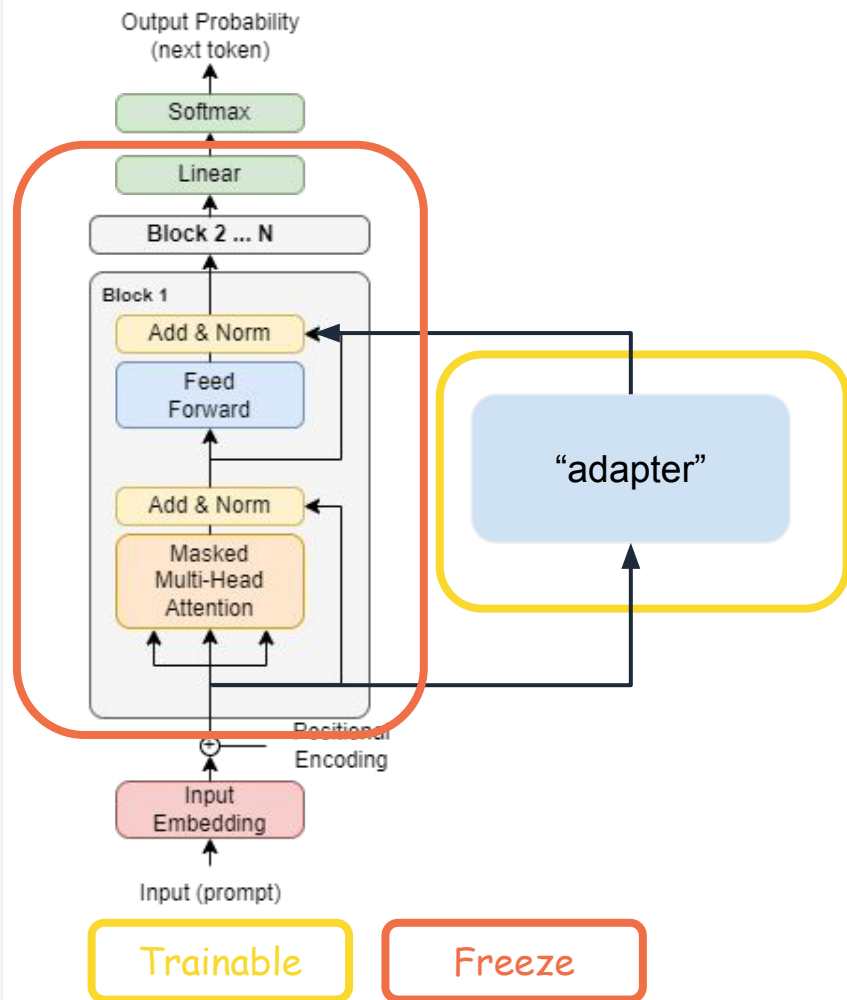 Output Probability
(next token)
Softmax
Linear
Block 2 ... N
Block 1
Add & Norm
Feed
Forward
“adapter”
Add & Norm
Masked
Multi-Head
Attention
Positional
Encoding
Input
Embedding
Input (prompt)
Trainable
Freeze